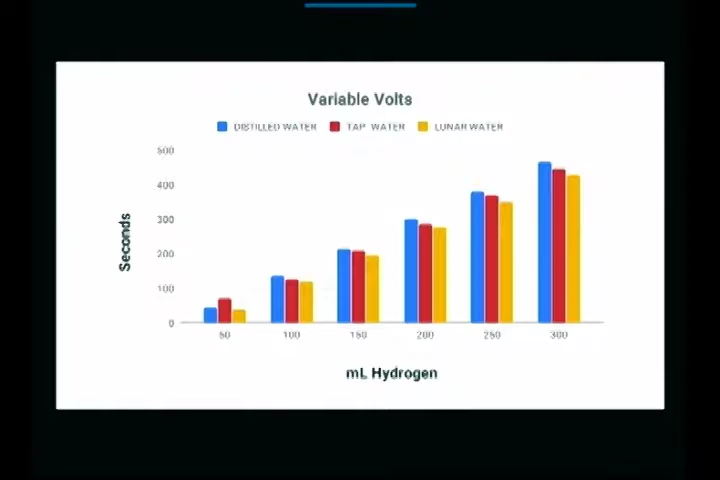 Variable Volts
DISTILLED WATER TAP WATER LUNAR WATER
500
400
300
200
100
0
Seconds
50 100 150 200 250 300
mL Hydrogen